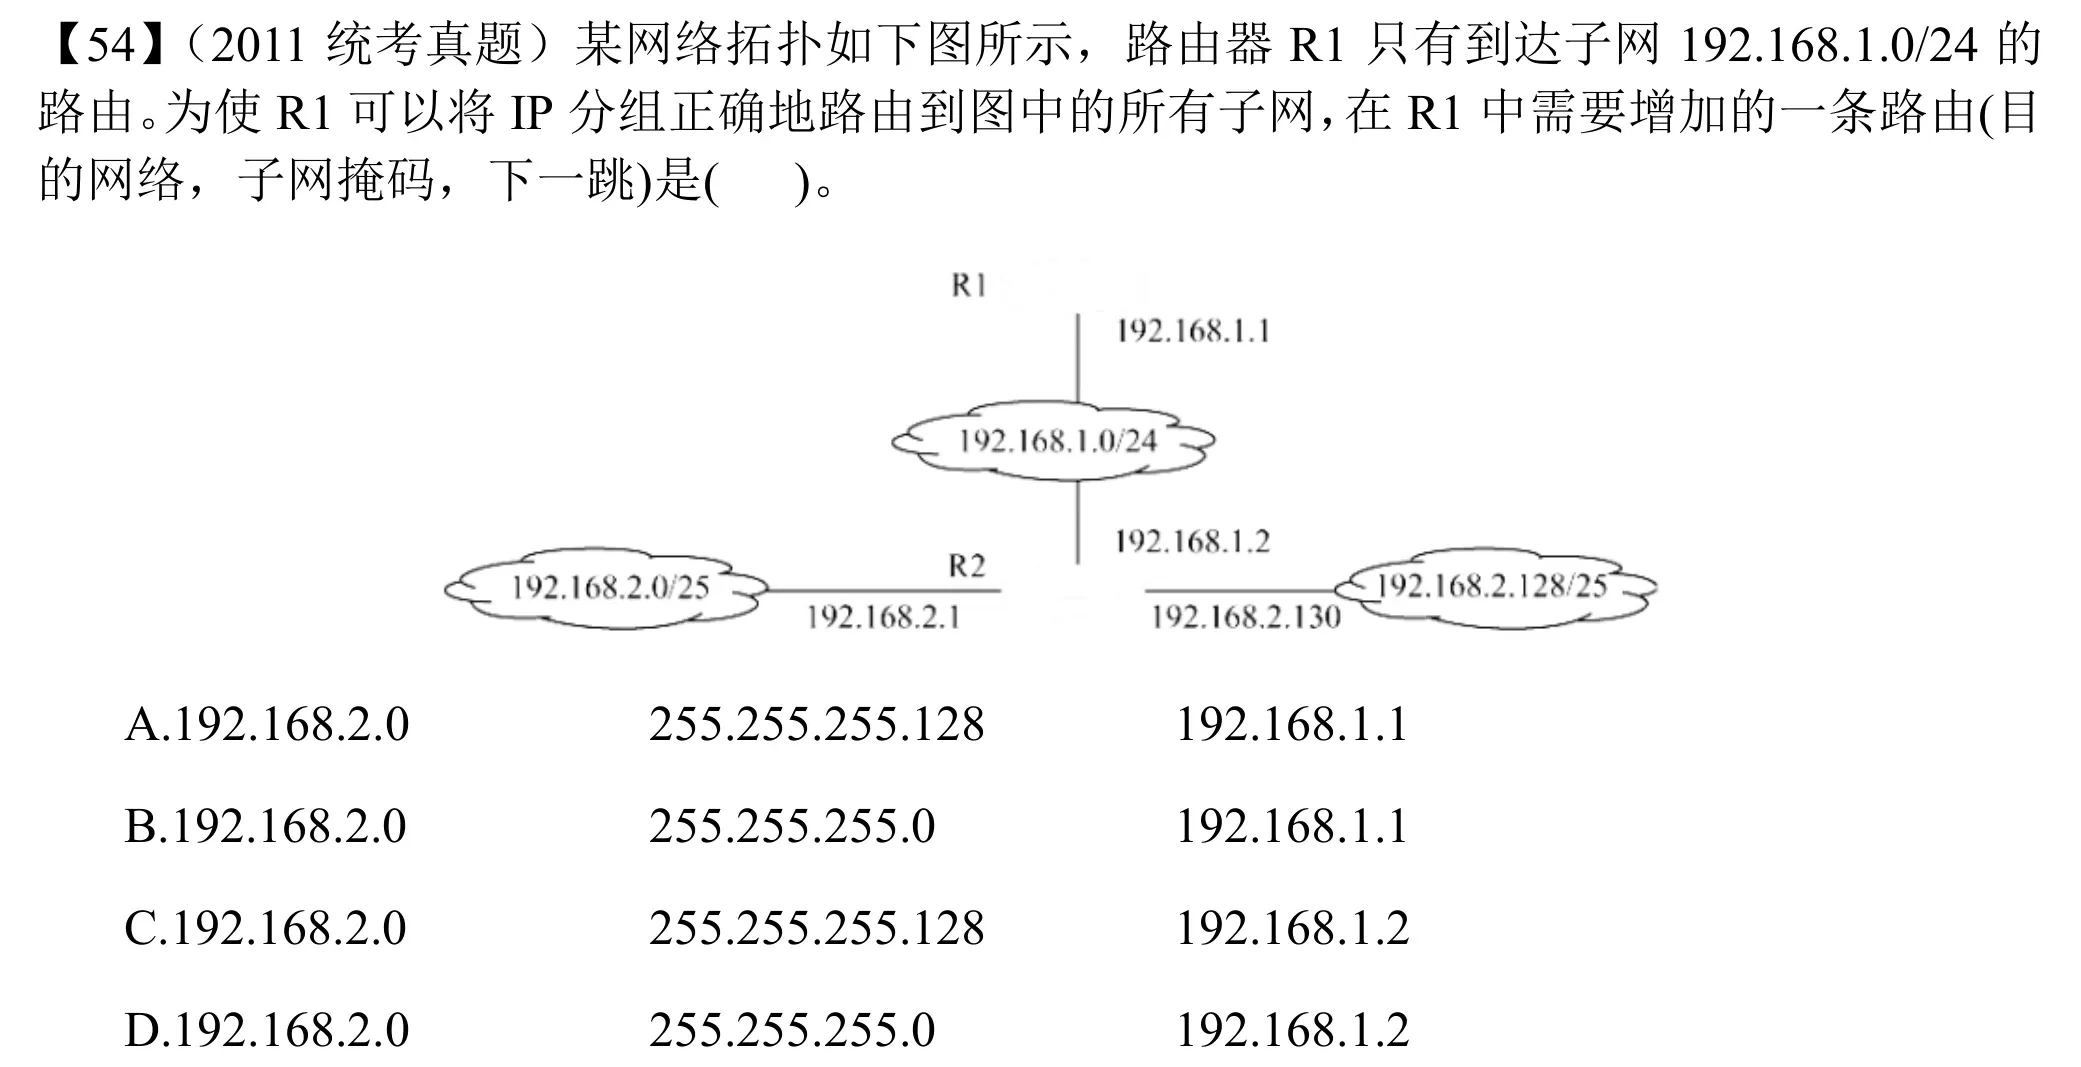 【54】（2011 统考真题）某网络拓扑如下图所示，路由器 R1 只有到达子网 192.168.1.0/24 的
路由。为使 R1 可以将 IP 分组正确地路由到图中的所有子网，在 R1 中需要增加的一条路由(目
的网络，子网掩码，下一跳)是(　　)。
R1
192.168.1.1
192.168.1.0/24
192.168.1.2
R2
192.168.2.0/25
192.168.2.128/25
192.168.2.1
192.168.2.130
A.192.168.2.0 255.255.255.128 192.168.1.1
B.192.168.2.0 255.255.255.0 192.168.1.1
C.192.168.2.0 255.255.255.128 192.168.1.2
D.192.168.2.0 255.255.255.0 192.168.1.2